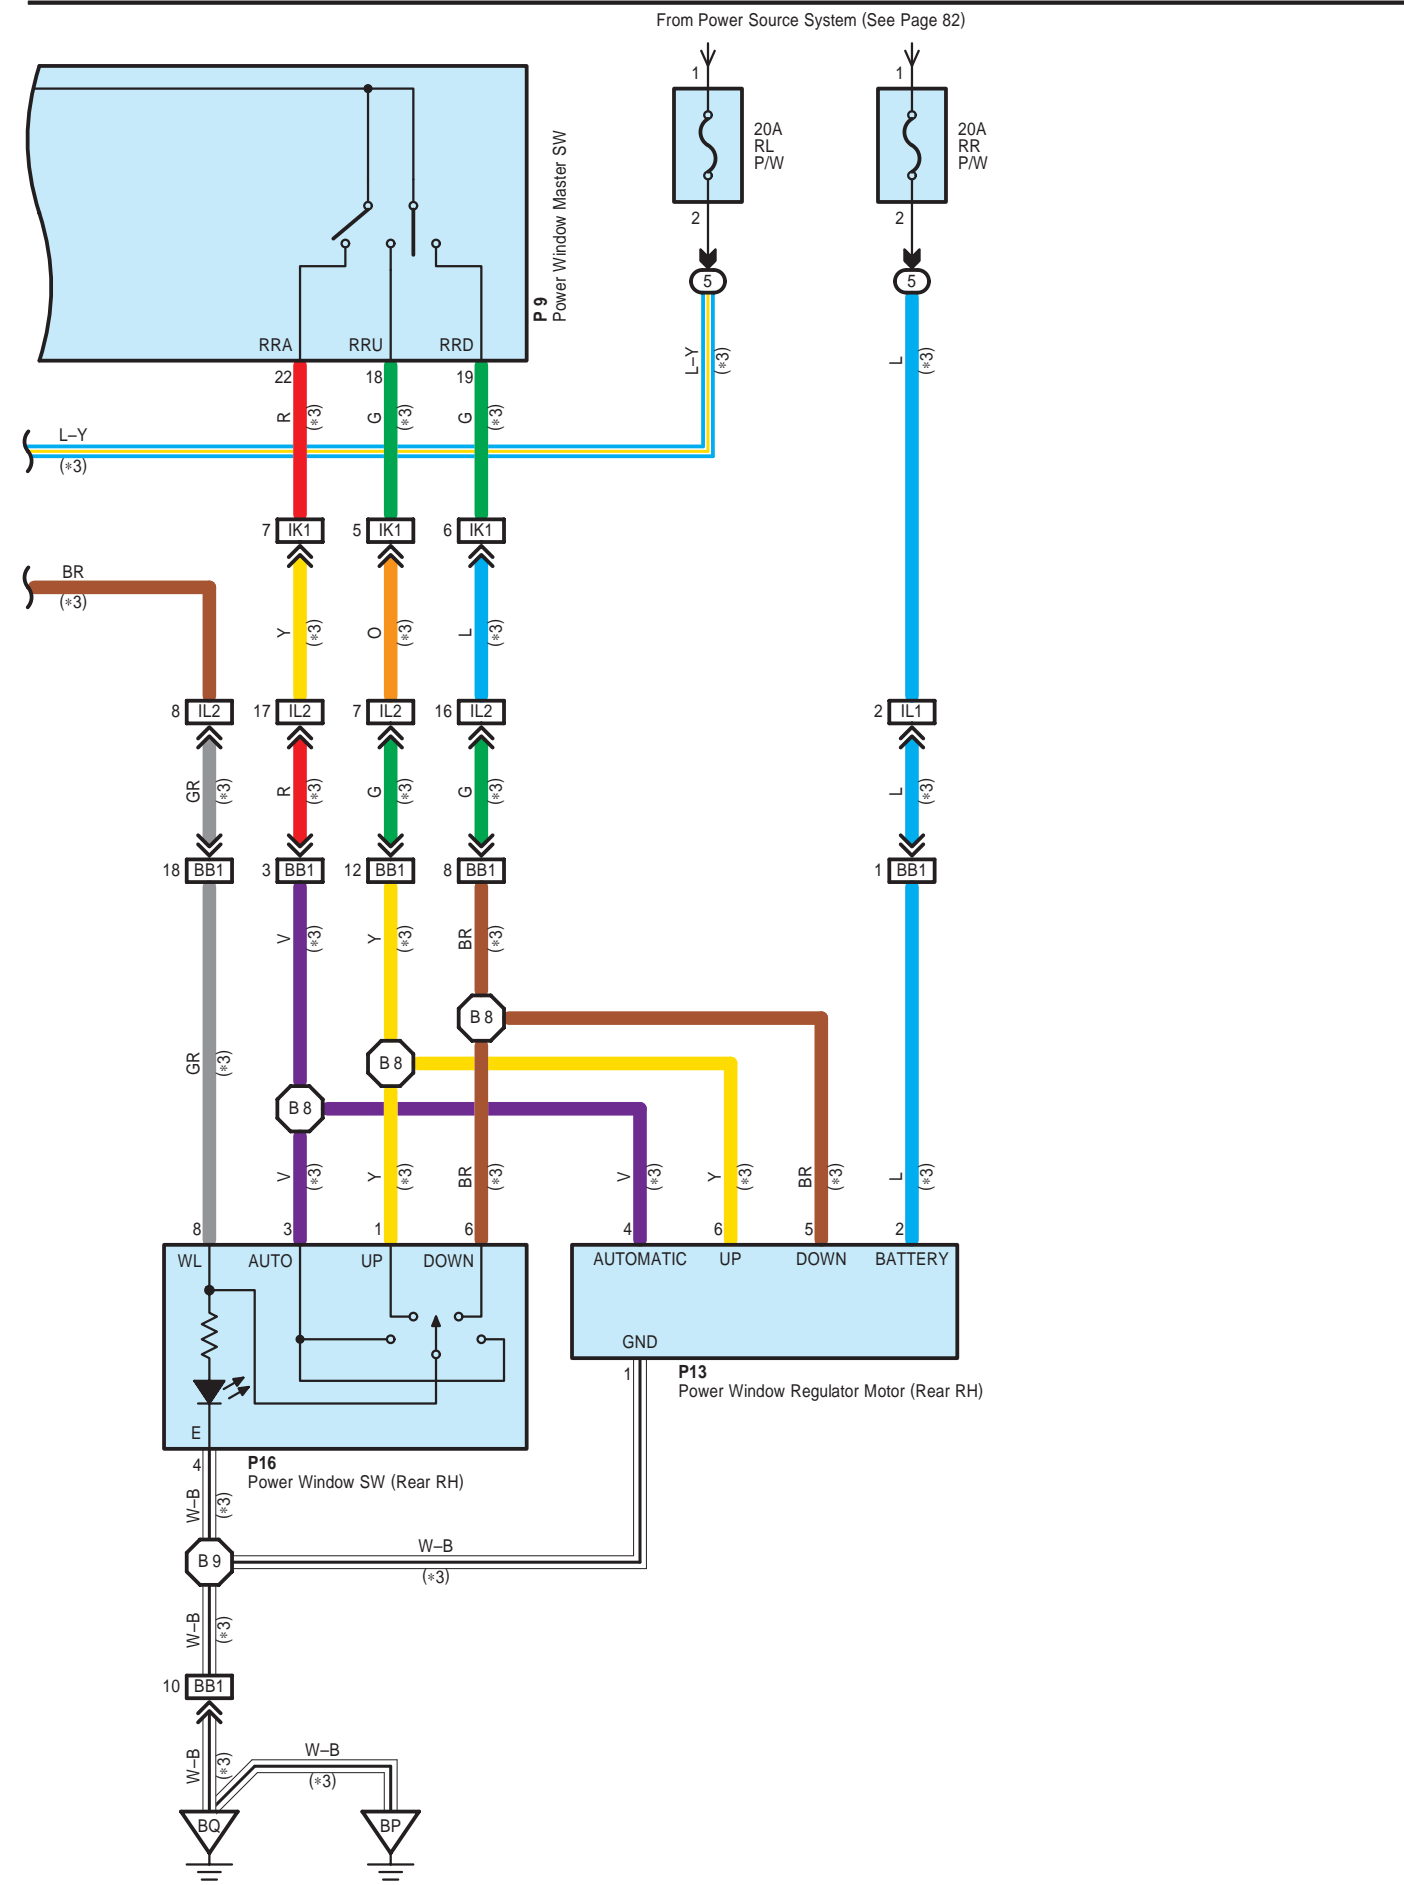 From Power Source System (See Page 82)
1
1
20A
RL
P/W
20A
RR
P/W
2
2
5
5
P 9
Power Window Master SW
RRA
RRU
RRD
22
18
19
R
(∗3)
G
(∗3)
G
(∗3)
L–Y
(∗3)
L
(∗3)
L–Y
(∗3)
7
IK1
5
IK1
6
IK1
BR
(∗3)
Y
(∗3)
O
(∗3)
L
(∗3)
8
IL2
17
IL2
7
IL2
16
IL2
2
IL1
GR
(∗3)
R
(∗3)
G
(∗3)
G
(∗3)
L
(∗3)
18
BB1
3
BB1
12
BB1
8
BB1
1
BB1
V
(∗3)
Y
(∗3)
BR
(∗3)
B 8
B 8
B 8
GR
(∗3)
V
(∗3)
Y
(∗3)
BR
(∗3)
V
(∗3)
Y
(∗3)
BR
(∗3)
L
(∗3)
8
3
1
6
4
6
5
2
WL
AUTO
UP
DOWN
AUTOMATIC
UP
DOWN
BATTERY
GND
1
P13
Power Window Regulator Motor (Rear RH)
E
4
P16
Power Window SW (Rear RH)
W–B
(∗3)
B 9
W–B
(∗3)
W–B
(∗3)
10
BB1
W–B
(∗3)
W–B
(∗3)
BQ
BP